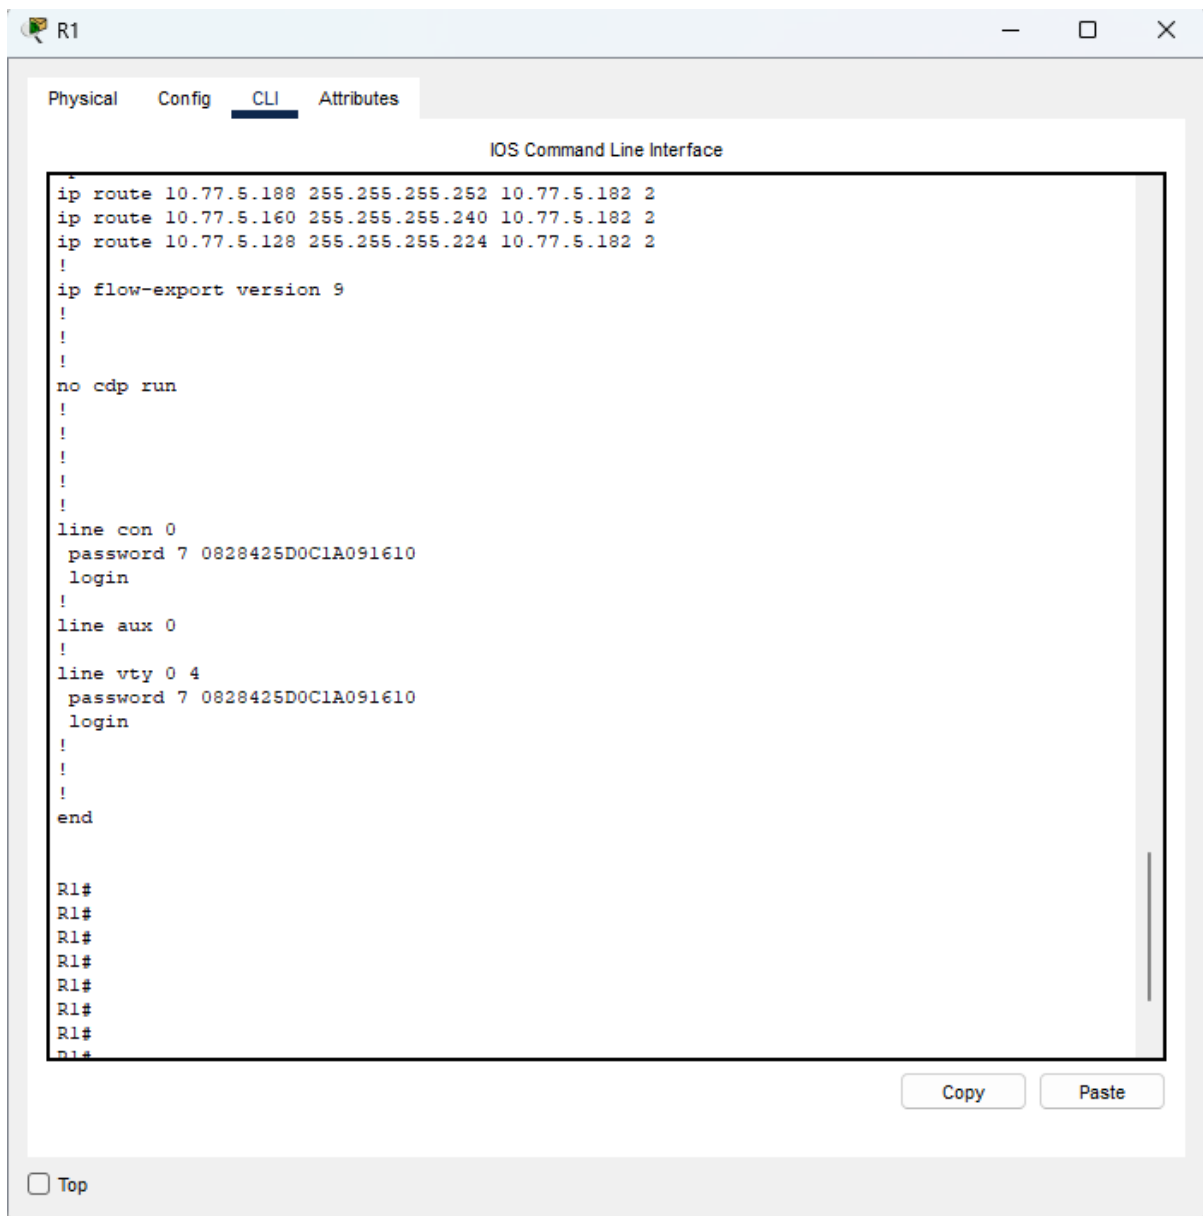 R1
Physical Config CLI Attributes
IOS Command Line Interface
ip route 10.77.5.188 255.255.255.252 10.77.5.182 2
ip route 10.77.5.160 255.255.255.240 10.77.5.182 2
ip route 10.77.5.128 255.255.255.224 10.77.5.182 2
!
ip flow-export version 9
!
!
!
no cdp run
!
!
!
!
!
line con 0
 password 7 0828425D0C1A091610
 login
!
line aux 0
!
line vty 0 4
 password 7 0828425D0C1A091610
 login
!
!
!
end
R1#
R1#
R1#
R1#
R1#
R1#
R1#
R1#
Copy Paste
Top